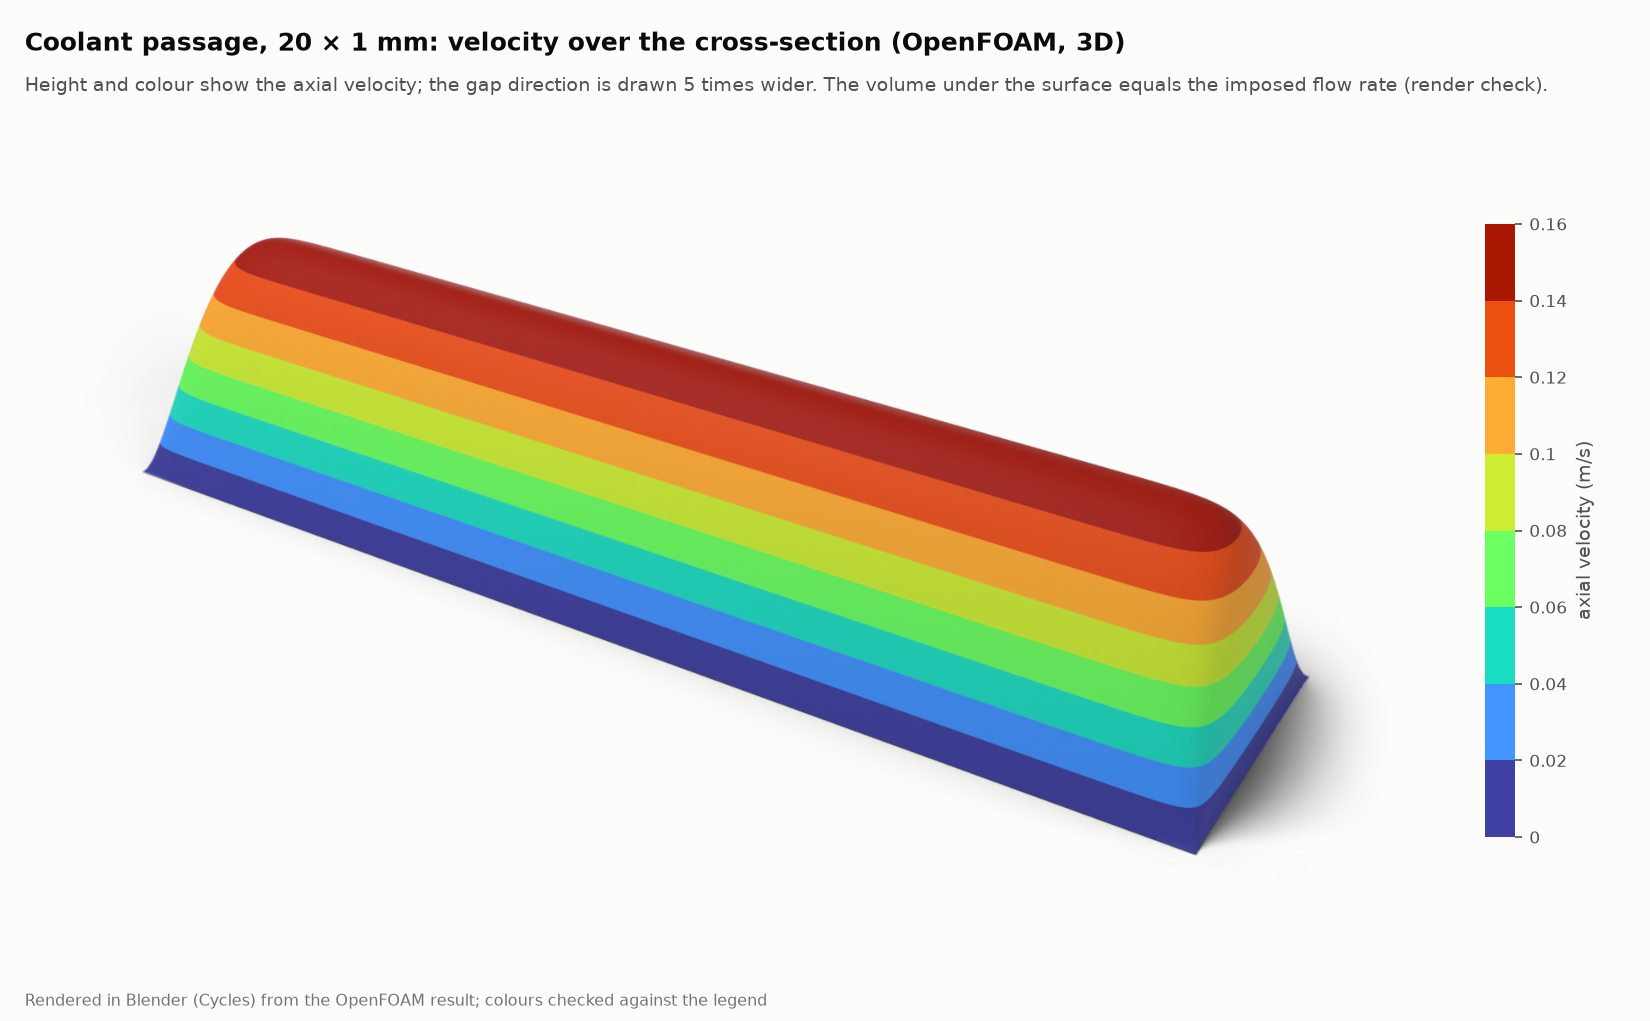 Coolant passage, 20 × 1 mm: velocity over the cross-section (OpenFOAM, 3D)
Height and colour show the axial velocity; the gap direction is drawn 5 times wider. The volume under the surface equals the imposed flow rate (render check).
0.16
0.14
0.12
0.1
0.08
0.06
0.04
0.02
0
axial velocity (m/s)
Rendered in Blender (Cycles) from the OpenFOAM result; colours checked against the legend